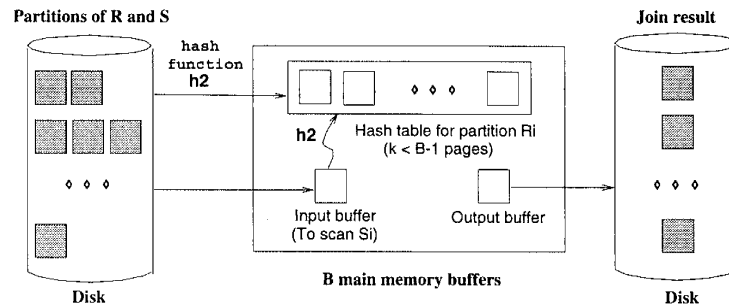 Partitions of R and S
Join result
hash
function
h2
h2
Hash table for partition Ri
(k < B-1 pages)
Input buffer
(To scan Si)
Output buffer
B main memory buffers
Disk
Disk